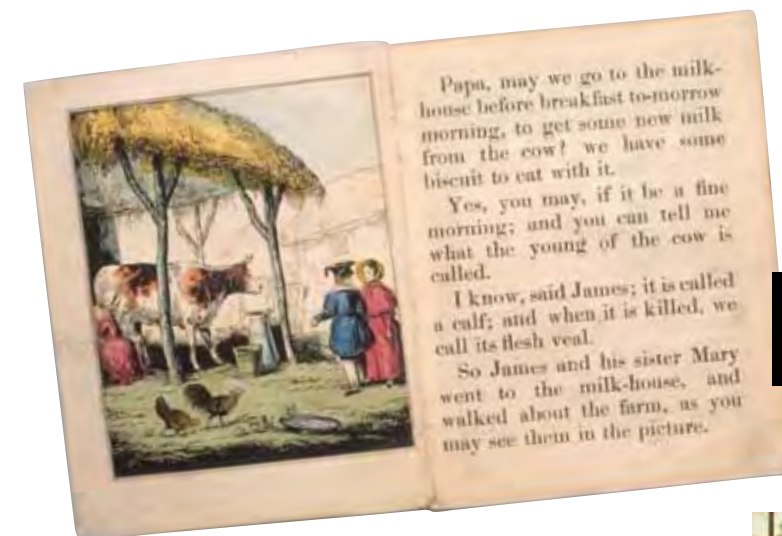 Papa, may we go to the milk-
house before breakfast to-morrow
morning, to get some new milk
from the cow? we have some
biscuit to eat with it.
Yes, you may, if it be a fine
morning; and you can tell me
what the young of the cow is
called.
I know, said James; it is called
a calf; and when it is killed, we
call its flesh veal.
So James and his sister Mary
went to the milk-house, and
walked about the farm, as you
may see them in the picture.